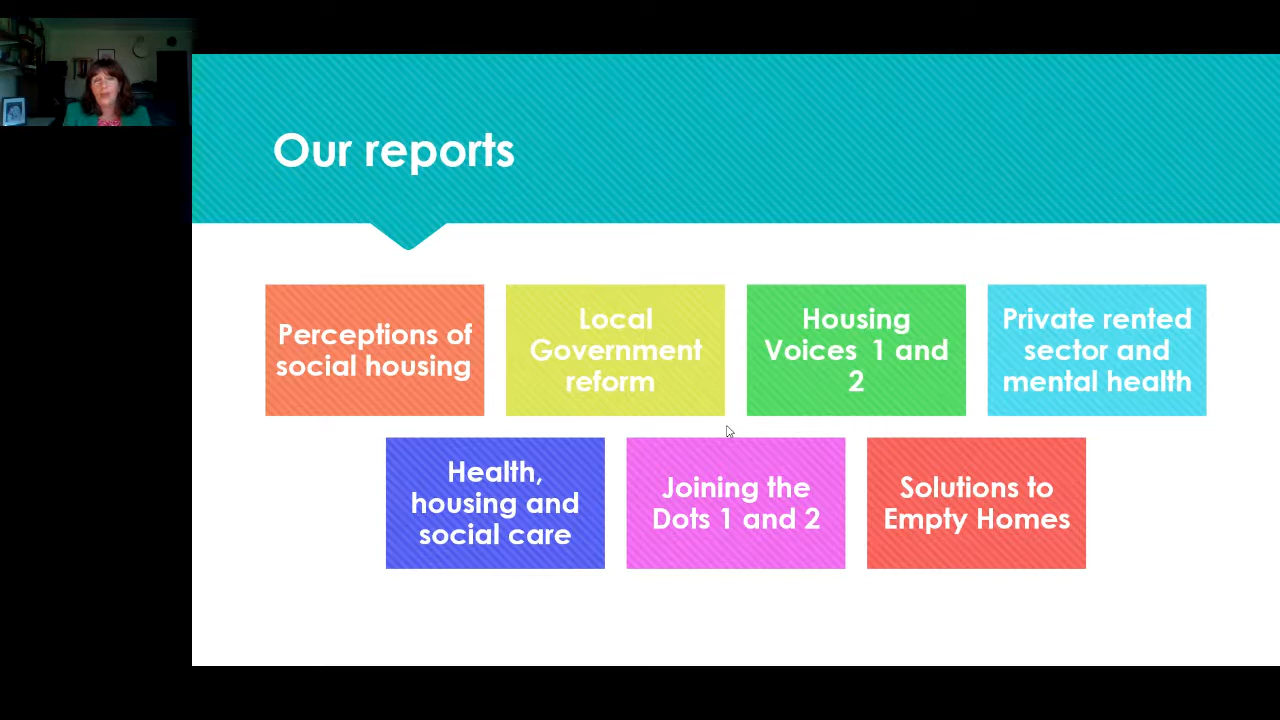 Our reports
Perceptions of
social housing
Local
Government
reform
Housing
Voices 1 and
2
Private rented
sector and
mental health
Health,
housing and
social care
Joining the
Dots 1 and 2
Solutions to
Empty Homes